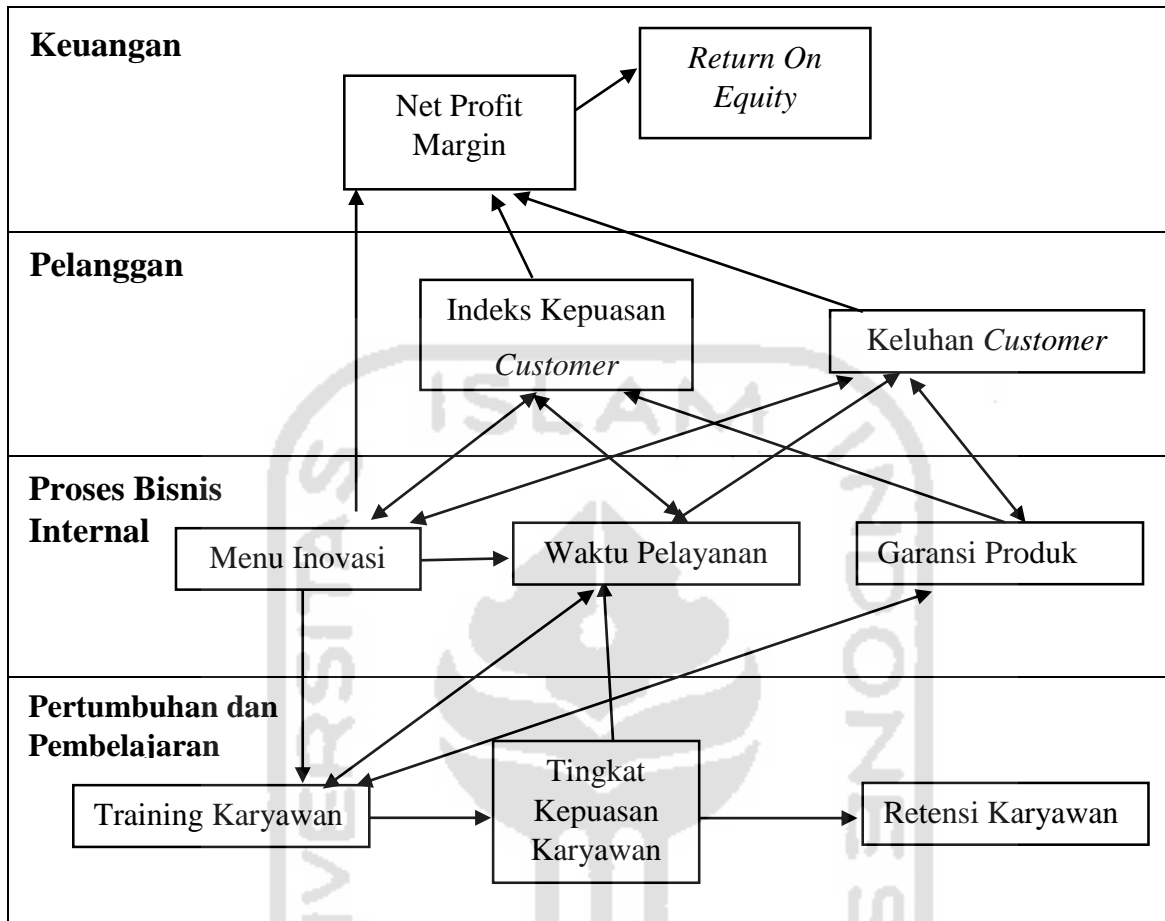 Keuangan
Return On
Equity
Net Profit
Margin
Pelanggan
Indeks Kepuasan
Customer
Keluhan Customer
Proses Bisnis
Internal
Menu Inovasi
Waktu Pelayanan
Garansi Produk
Pertumbuhan dan
Pembelajaran
Training Karyawan
Tingkat
Kepuasan
Karyawan
Retensi Karyawan
ISLAM